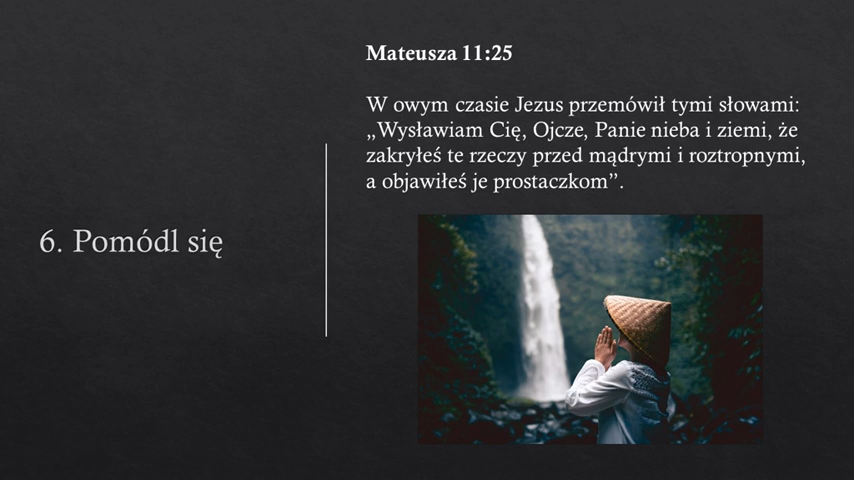 6. Pomódl się
Mateusza 11:25
W owym czasie Jezus przemówił tymi słowami:
„Wysławiam Cię, Ojcze, Panie nieba i ziemi, że
zakryłeś te rzeczy przed mądrymi i roztropnymi,
a objawiłeś je prostaczkom”.